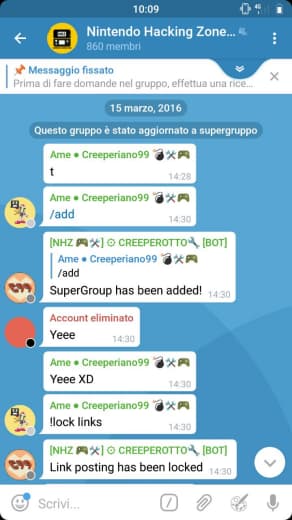 10:09
4G
Nintendo Hacking Zone...
860 membri
📌Messaggio fissato
Prima di fare domande nel gruppo, effettua una rice...
15 marzo, 2016
Questo gruppo è stato aggiornato a supergruppo
Ame ● Creeperiano99 💣🛠🎮
t
14:28
Ame ● Creeperiano99 💣🛠🎮
/add
14:30
[NHZ 🎮🛠] ⊙ CREEPEROTTO🔧 [BOT]
Ame ● Creeperiano99 💣🛠🎮
/add
SuperGroup has been added! 14:30
Account eliminato
Yeee 14:30
Ame ● Creeperiano99 💣🛠🎮
Yeee XD
14:30
Ame ● Creeperiano99 💣🛠🎮
!lock links
14:30
[NHZ 🎮🛠] ⊙ CREEPEROTTO🔧 [BOT]
Link posting has been locked 14:30
Scrivi...